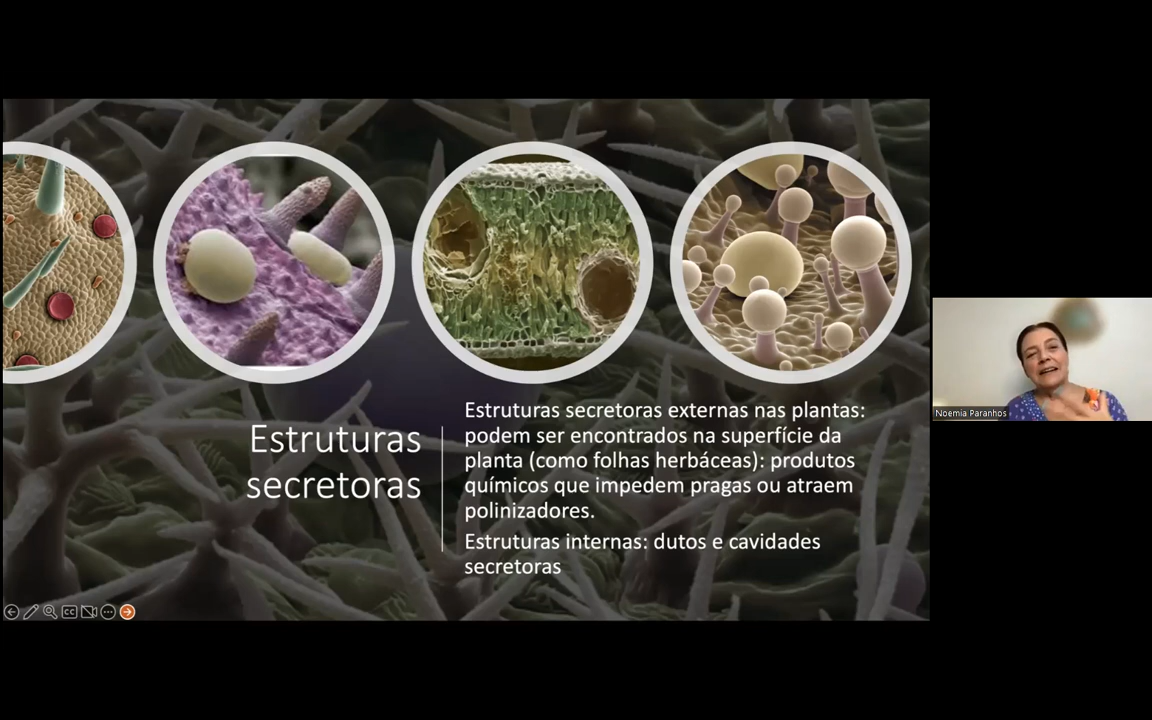 Estruturas
secretoras
Estruturas secretoras externas nas plantas:
podem ser encontrados na superfície da
planta (como folhas herbáceas): produtos
químicos que impedem pragas ou atraem
polinizadores.
Estruturas internas: dutos e cavidades
secretoras
Noemia Paranhos
CC